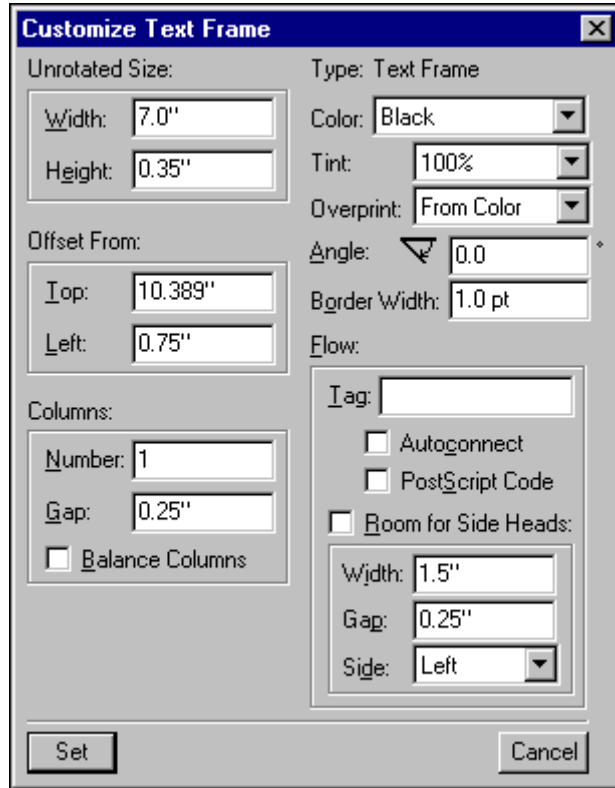 Customize Text Frame
Unrotated Size:
Width: 7.0"
Height: 0.35"
Offset From:
Top: 10.389"
Left: 0.75"
Columns:
Number: 1
Gap: 0.25"
Balance Columns
Type: Text Frame
Color: Black
Tint: 100%
Overprint: From Color
Angle: 0.0 °
Border Width: 1.0 pt
Flow:
Tag:
Autoconnect
PostScript Code
Room for Side Heads:
Width: 1.5"
Gap: 0.25"
Side: Left
Set
Cancel